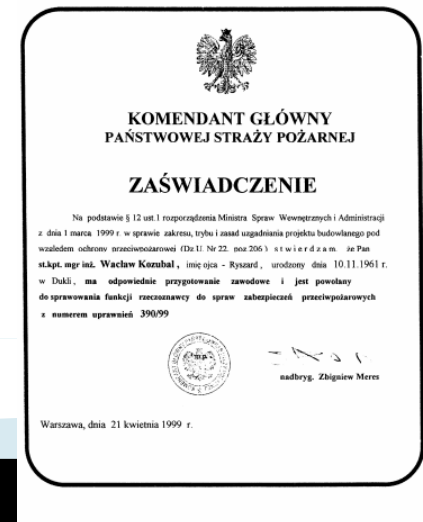 KOMENDANT GŁÓWNY
PAŃSTWOWEJ STRAŻY POŻARNEJ
ZAŚWIADCZENIE
Na podstawie § 12 ust.1 rozporządzenia Ministra Spraw Wewnętrznych i Administracji
z dnia 1 marca 1999 r. w sprawie zakresu, trybu i zasad uzgadniania projektu budowlanego pod
względem ochrony przeciwpożarowej (Dz.U. Nr 22, poz.206) s t w i e r d z a m, że Pan
st.kpt. mgr inż. Wacław Kozubal, imię ojca - Ryszard, urodzony dnia 10.11.1961 r.
w Dukli, ma odpowiednie przygotowanie zawodowe i jest powołany
do sprawowania funkcji rzeczoznawcy do spraw zabezpieczeń przeciwpożarowych
z numerem uprawnień 390/99
m.p.
nadbryg. Zbigniew Meres
Warszawa, dnia 21 kwietnia 1999 r.